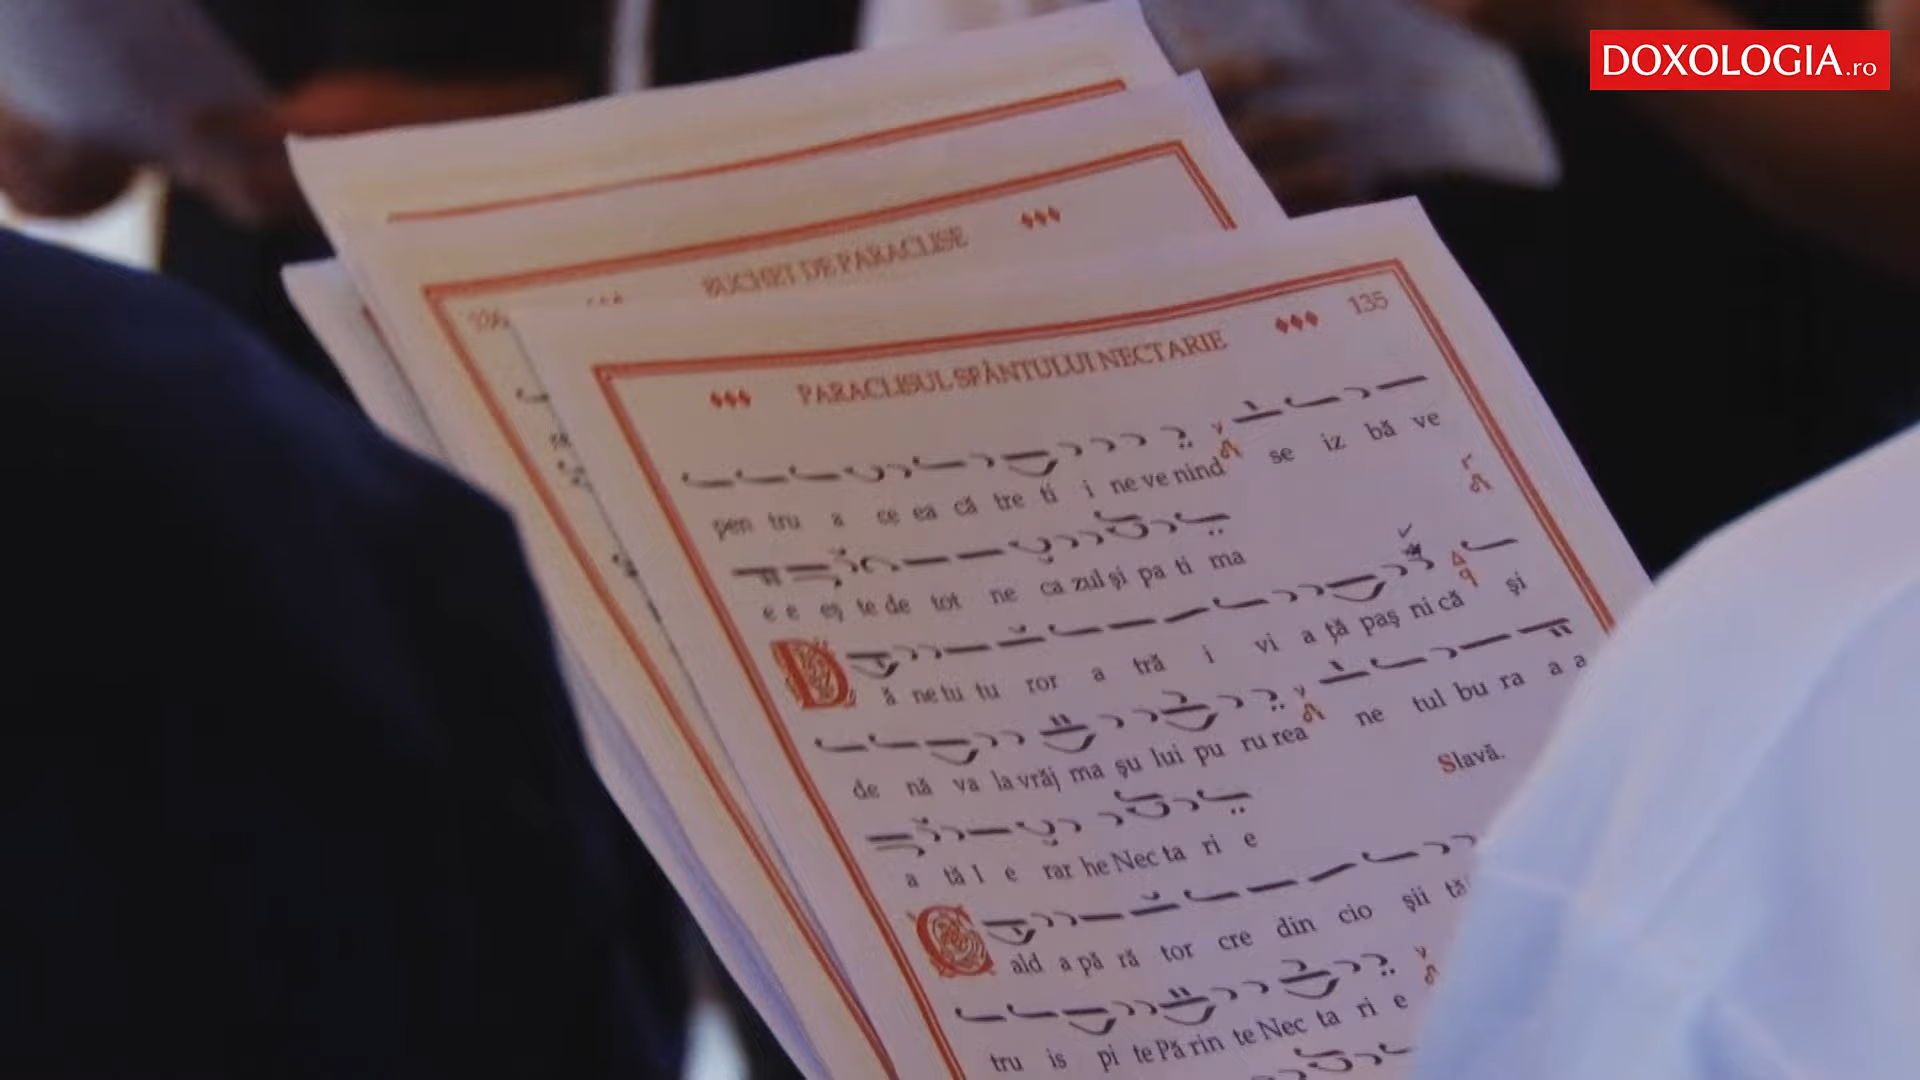 DOXOLOGIA.ro
BUCHET DE PARACLISE
135
PARACLISUL SFÂNTULUI NECTARIE
pen tru a ce ea că tre ti i ne ve nind se iz bă ve
e e eş te de tot ne ca zul şi pa ti ma
Dă ne tu tu ror a tră i vi a ţă paş ni că şi
de nă va la vrăj ma şu lui pu ru rea ne tul bu ra a a
Slavă.
a tă I e rar he Nec ta ri e
Cald a pă ră tor cre din cio şii tă
tru is pi te Pă rin te Nec ta ri e